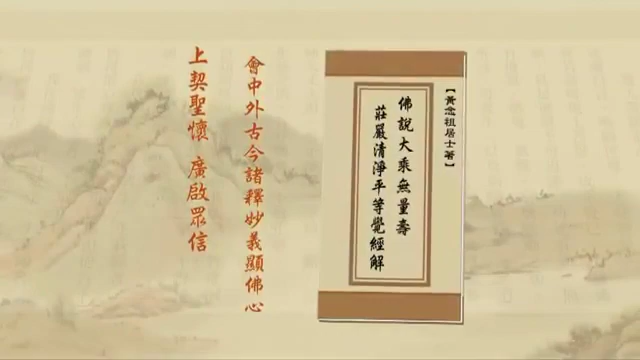 【黃念祖居士著】
佛說大乘無量壽
莊嚴清淨平等覺經解
會中外古今諸釋妙義顯佛心
上契聖懷 廣啟眾信